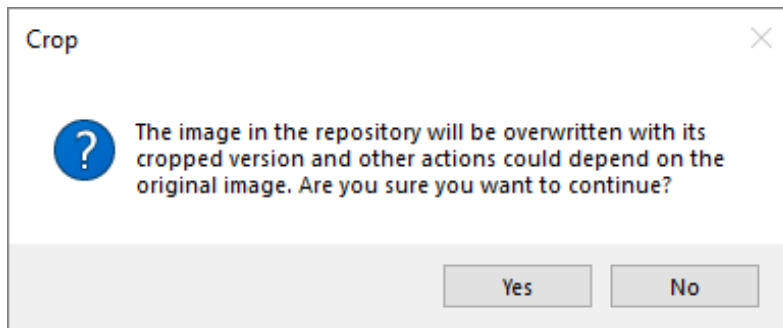 Crop
?
The image in the repository will be overwritten with its
cropped version and other actions could depend on the
original image. Are you sure you want to continue?
Yes
No